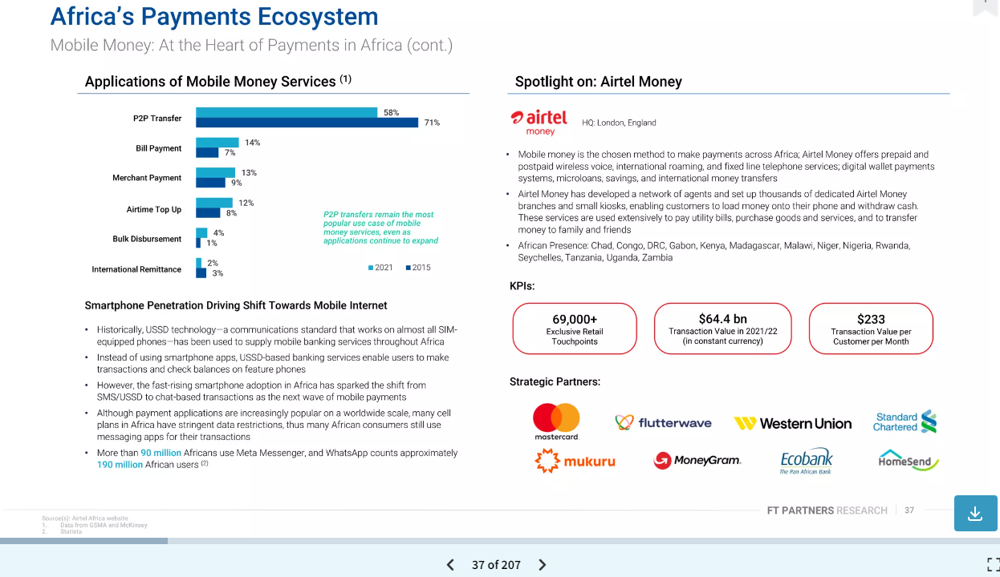 Africa's Payments Ecosystem
Mobile Money: At the Heart of Payments in Africa (cont.)
Applications of Mobile Money Services (1)
P2P Transfer
58%
71%
Bill Payment
14%
7%
Merchant Payment
13%
9%
Airtime Top Up
12%
8%
Bulk Disbursement
4%
1%
International Remittance
2%
3%
P2P transfers remain the most
popular use case of mobile
money services, even as
applications continue to expand
2021
2015
Smartphone Penetration Driving Shift Towards Mobile Internet
• Historically, USSD technology—a communications standard that works on almost all SIM-
equipped phones—has been used to supply mobile banking services throughout Africa
• Instead of using smartphone apps, USSD-based banking services enable users to make
transactions and check balances on feature phones
• However, the fast-rising smartphone adoption in Africa has sparked the shift from
SMS/USSD to chat-based transactions as the next wave of mobile payments
• Although payment applications are increasingly popular on a worldwide scale, many cell
plans in Africa have stringent data restrictions, thus many African consumers still use
messaging apps for their transactions
• More than 90 million Africans use Meta Messenger, and WhatsApp counts approximately
190 million African users (2)
Spotlight on: Airtel Money
airtel
money
HQ: London, England
• Mobile money is the chosen method to make payments across Africa; Airtel Money offers prepaid and
postpaid wireless voice, international roaming, and fixed line telephone services; digital wallet payments
systems, microloans, savings, and international money transfers
• Airtel Money has developed a network of agents and set up thousands of dedicated Airtel Money
branches and small kiosks, enabling customers to load money onto their phone and withdraw cash.
These services are used extensively to pay utility bills, purchase goods and services, and to transfer
money to family and friends
• African Presence: Chad, Congo, DRC, Gabon, Kenya, Madagascar, Malawi, Niger, Nigeria, Rwanda,
Seychelles, Tanzania, Uganda, Zambia
KPIs:
69,000+
Exclusive Retail
Touchpoints
$64.4 bn
Transaction Value in 2021/22
(in constant currency)
$233
Transaction Value per
Customer per Month
Strategic Partners:
mastercard.
flutterwave
Western Union
Standard
Chartered
mukuru
MoneyGram.
Ecobank
The Pan African Bank
HomeSend
FT PARTNERS RESEARCH 37
Source(s): Airtel Africa website
1. Data from GSMA and McKinsey
2. Statista
37 of 207